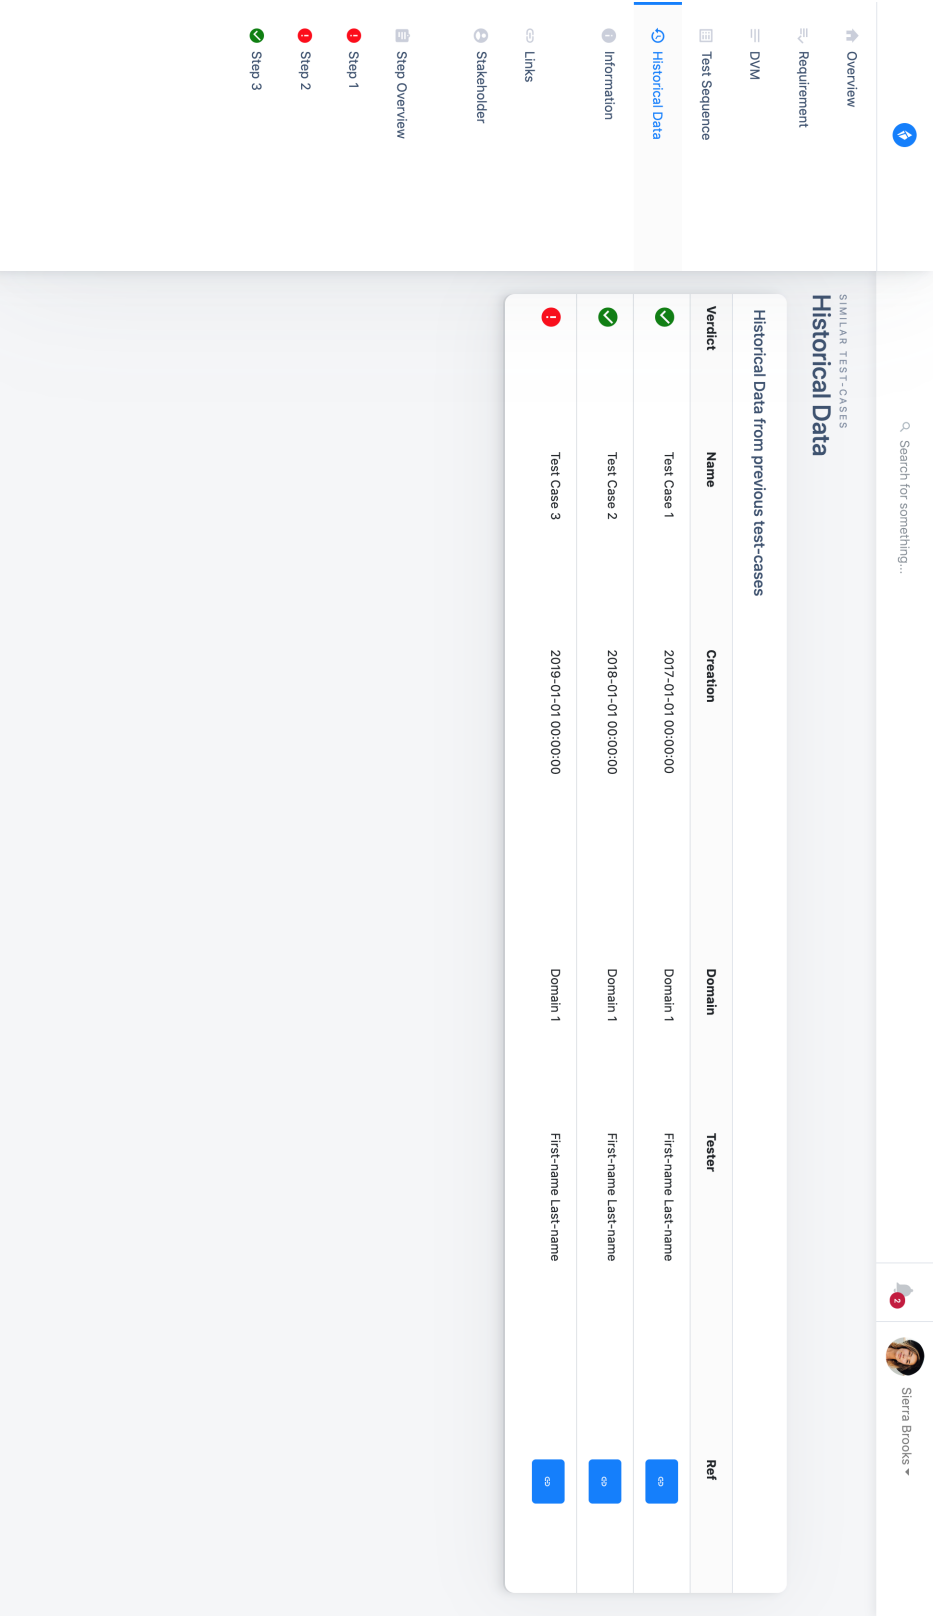 Search for something...
2
Sierra Brooks
Overview
Requirement
DVM
Test Sequence
Historical Data
Information
Links
Stakeholder
Step Overview
Step 1
Step 2
Step 3
SIMILAR TEST-CASES
Historical Data
Historical Data from previous test-cases
Verdict Name Creation Domain Tester Ref
Test Case 1 2017-01-01 00:00:00 Domain 1 First-name Last-name
Test Case 2 2018-01-01 00:00:00 Domain 1 First-name Last-name
Test Case 3 2019-01-01 00:00:00 Domain 1 First-name Last-name